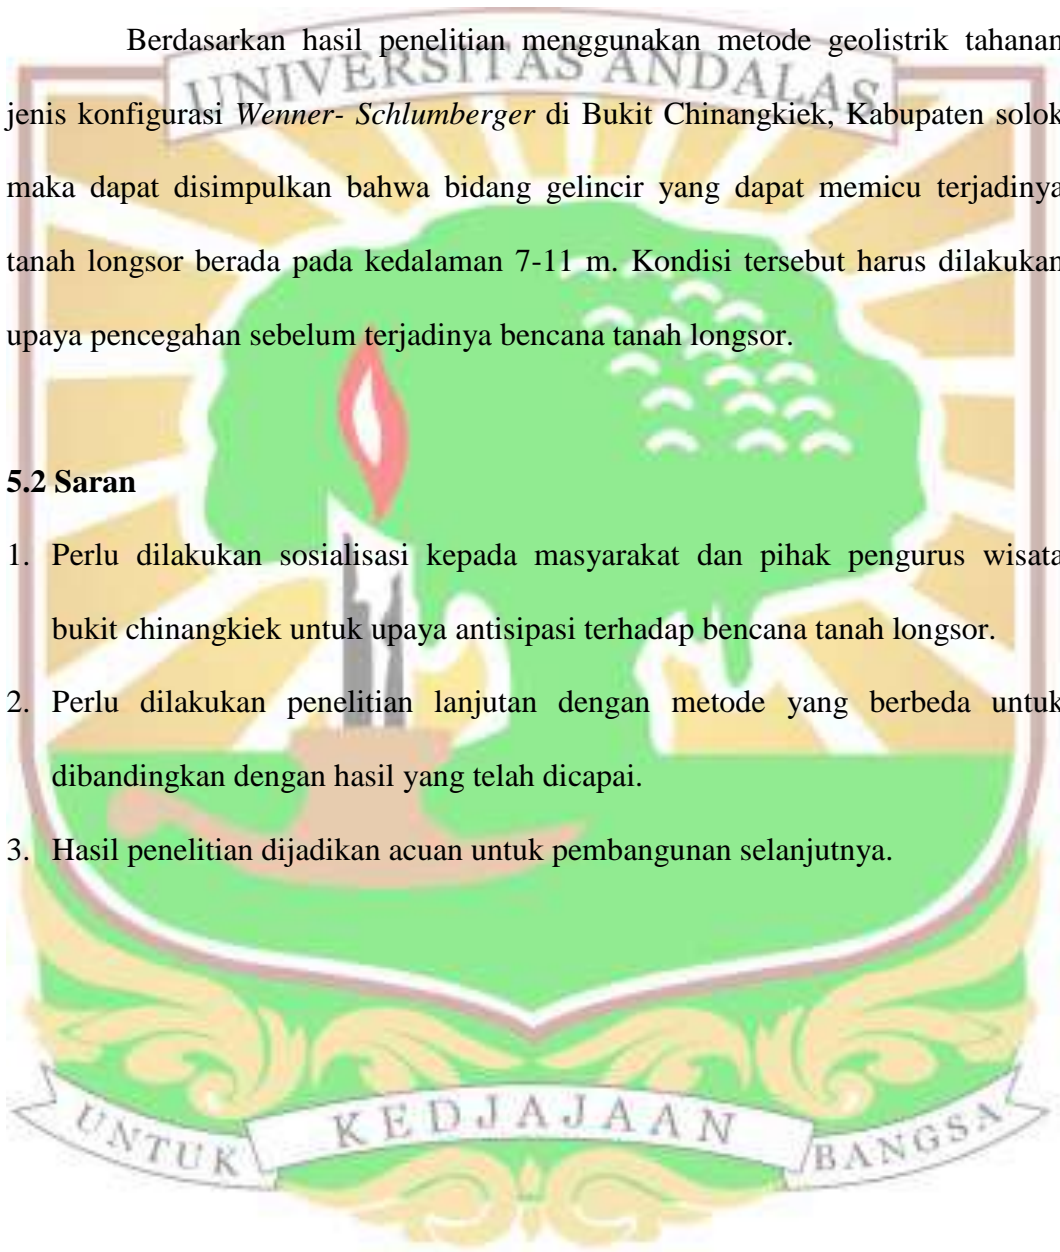 Berdasarkan hasil penelitian menggunakan metode geolistrik tahanan
UNIVERSITAS ANDALAS
jenis konfigurasi Wenner- Schlumberger di Bukit Chinangkiek, Kabupaten solok
maka dapat disimpulkan bahwa bidang gelincir yang dapat memicu terjadinya
tanah longsor berada pada kedalaman 7-11 m. Kondisi tersebut harus dilakukan
upaya pencegahan sebelum terjadinya bencana tanah longsor.
5.2 Saran
1. Perlu dilakukan sosialisasi kepada masyarakat dan pihak pengurus wisata
bukit chinangkiek untuk upaya antisipasi terhadap bencana tanah longsor.
2. Perlu dilakukan penelitian lanjutan dengan metode yang berbeda untuk
dibandingkan dengan hasil yang telah dicapai.
3. Hasil penelitian dijadikan acuan untuk pembangunan selanjutnya.
UNTUK KEDJAJAAN BANGSA